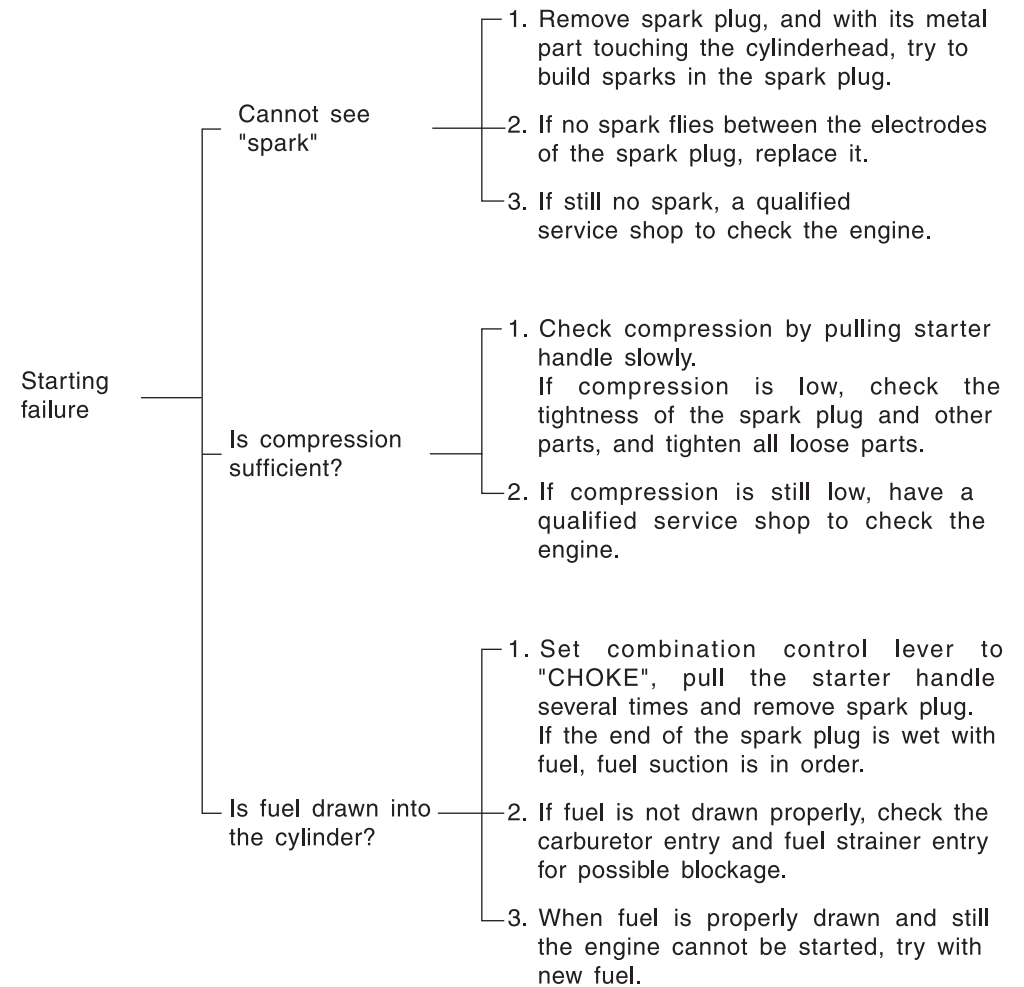 Starting
failure
Cannot see
"spark"
1. Remove spark plug, and with its metal
part touching the cylinderhead, try to
build sparks in the spark plug.
2. If no spark flies between the electrodes
of the spark plug, replace it.
3. If still no spark, a qualified
service shop to check the engine.
Is compression
sufficient?
1. Check compression by pulling starter
handle slowly.
If compression is low, check the
tightness of the spark plug and other
parts, and tighten all loose parts.
2. If compression is still low, have a
qualified service shop to check the
engine.
Is fuel drawn into
the cylinder?
1. Set combination control lever to
"CHOKE", pull the starter handle
several times and remove spark plug.
If the end of the spark plug is wet with
fuel, fuel suction is in order.
2. If fuel is not drawn properly, check the
carburetor entry and fuel strainer entry
for possible blockage.
3. When fuel is properly drawn and still
the engine cannot be started, try with
new fuel.